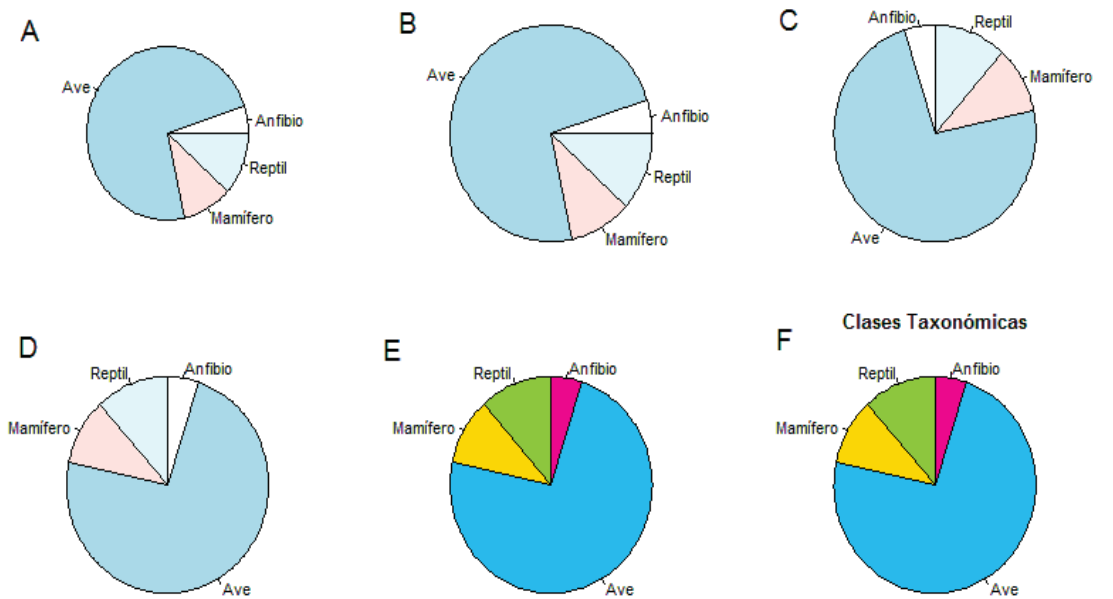 A
Ave
Anfibio
Reptil
Mamífero
B
Ave
Anfibio
Reptil
Mamífero
C
Anfibio
Reptil
Mamífero
Ave
D
Reptil
Anfibio
Mamífero
Ave
E
Reptil
Anfibio
Mamífero
Ave
Clases Taxonómicas
F
Reptil
Anfibio
Mamífero
Ave